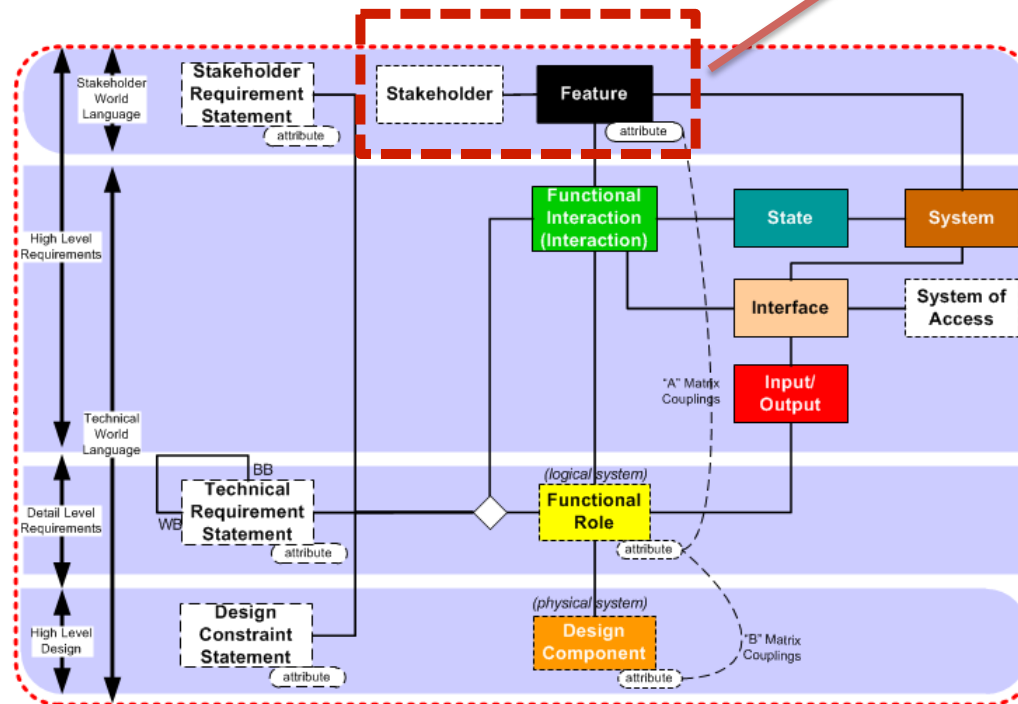 Stakeholder
World
Language
Stakeholder
Requirement
Statement
attribute
Stakeholder
Feature
attribute
High Level
Requirements
Functional
Interaction
(Interaction)
State
System
Interface
System of
Access
"A" Matrix
Couplings
Input/
Output
Technical
World
Language
Detail Level
Requirements
BB
WB
Technical
Requirement
Statement
attribute
(logical system)
Functional
Role
attribute
High Level
Design
Design
Constraint
Statement
attribute
(physical system)
Design
Component
attribute
"B" Matrix
Couplings